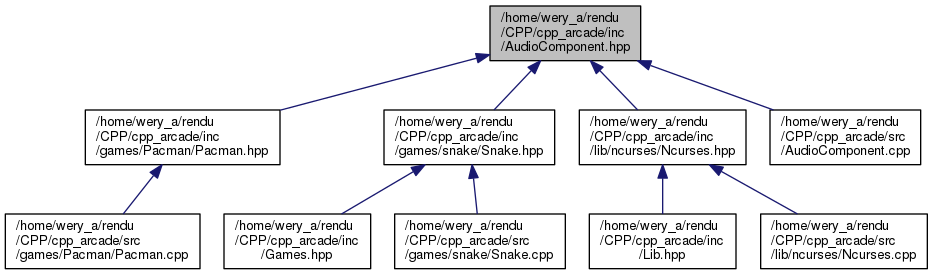 /home/wery_a/rendu
/CPP/cpp_arcade/inc
/AudioComponent.hpp
/home/wery_a/rendu
/CPP/cpp_arcade/inc
/games/Pacman/Pacman.hpp
/home/wery_a/rendu
/CPP/cpp_arcade/inc
/games/snake/Snake.hpp
/home/wery_a/rendu
/CPP/cpp_arcade/inc
/lib/ncurses/Ncurses.hpp
/home/wery_a/rendu
/CPP/cpp_arcade/src
/AudioComponent.cpp
/home/wery_a/rendu
/CPP/cpp_arcade/src
/games/Pacman/Pacman.cpp
/home/wery_a/rendu
/CPP/cpp_arcade/inc
/Games.hpp
/home/wery_a/rendu
/CPP/cpp_arcade/src
/games/snake/Snake.cpp
/home/wery_a/rendu
/CPP/cpp_arcade/inc
/Lib.hpp
/home/wery_a/rendu
/CPP/cpp_arcade/src
/lib/ncurses/Ncurses.cpp